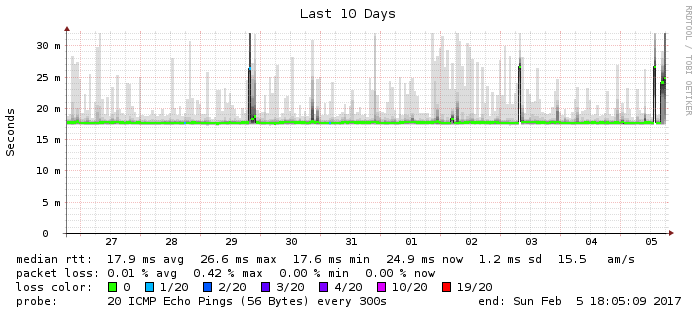 Last 10 Days
RRDTOOL / TOBI OETIKER
Seconds
30 m
25 m
20 m
15 m
10 m
5 m
0
27 28 29 30 31 01 02 03 04 05
median rtt: 17.9 ms avg 26.6 ms max 17.6 ms min 24.9 ms now 1.2 ms sd 15.5 am/s
packet loss: 0.01 % avg 0.42 % max 0.00 % min 0.00 % now
loss color: 0 1/20 2/20 3/20 4/20 10/20 19/20
probe: 20 ICMP Echo Pings (56 Bytes) every 300s end: Sun Feb 5 18:05:09 2017